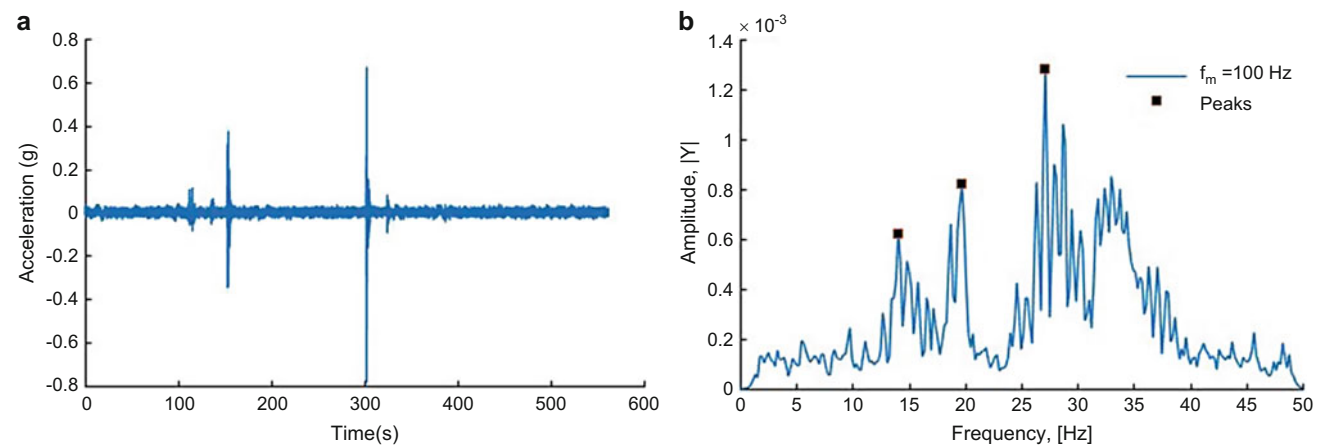 a
0.8
0.6
0.4
0.2
0
-0.2
-0.4
-0.6
-0.8
Acceleration (g)
0 100 200 300 400 500 600
Time(s)
b
× 10⁻³
1.4
1.2
1
0.8
0.6
0.4
0.2
0
Amplitude, |Y|
fₘ =100 Hz
Peaks
0 5 10 15 20 25 30 35 40 45 50
Frequency, [Hz]